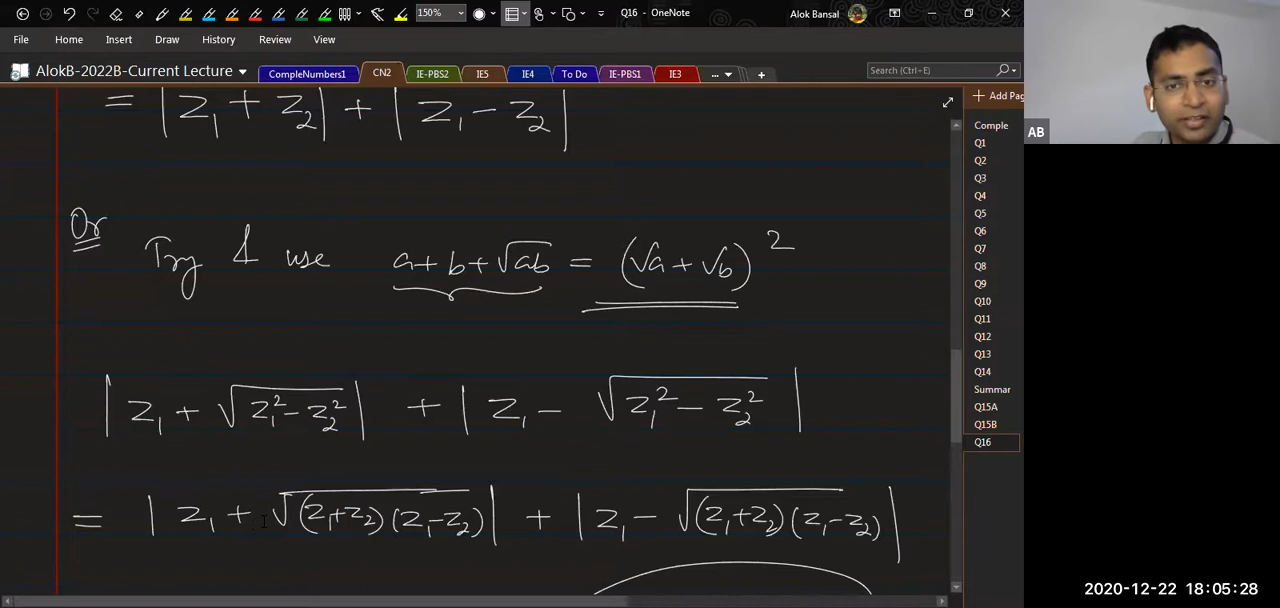 150%
Q16 - OneNote
Alok Bansal
File Home Insert Draw History Review View
AlokB-2022B-Current Lecture
CompleNumbers1 CN2 IE-PBS2 IE5 IE4 To Do IE-PBS1 IE3 ... +
Search (Ctrl+E)
+ Add Pag
AB
Comple
Q1
Q2
Q3
Q4
Q5
Q6
Q7
Q8
Q9
Q10
Q11
Q12
Q13
Q14
Summar
Q15A
Q15B
Q16
= |z₁ + z₂| + |z₁ - z₂|
Or
Try & use a+b+√ab = (√a + √b)²
|z₁ + √(z₁² - z₂²)| + |z₁ - √(z₁² - z₂²)|
= |z₁ + √((z₁+z₂)(z₁-z₂))| + |z₁ - √((z₁+z₂)(z₁-z₂))|
2020-12-22 18:05:28